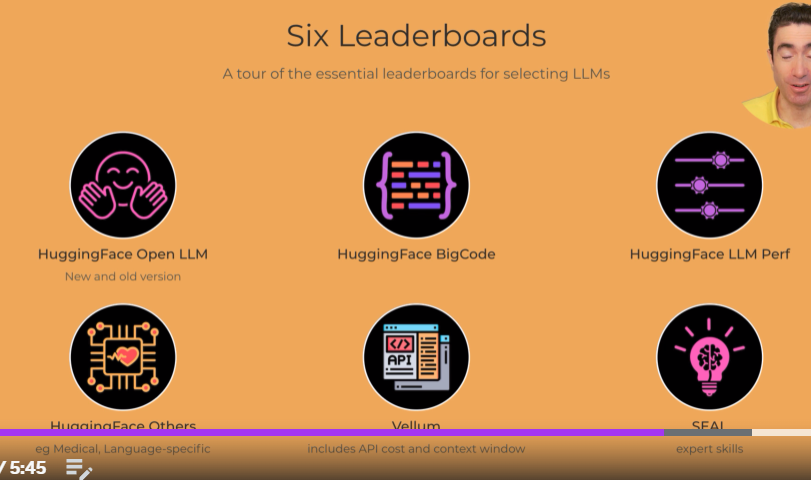 Six Leaderboards
A tour of the essential leaderboards for selecting LLMs
HuggingFace Open LLM
New and old version
HuggingFace BigCode
HuggingFace LLM Perf
</>
API
HuggingFace Others
eg Medical, Language-specific
Vellum
includes API cost and context window
SEAL
expert skills
/ 5:45